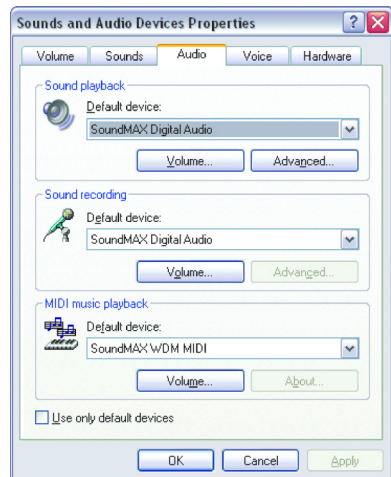 Sounds and Audio Devices Properties
Volume Sounds Audio Voice Hardware
Sound playback
Default device:
SoundMAX Digital Audio
Volume... Advanced...
Sound recording
Default device:
SoundMAX Digital Audio
Volume... Advanced...
MIDI music playback
Default device:
SoundMAX WDM MIDI
Volume... About...
Use only default devices
OK Cancel Apply